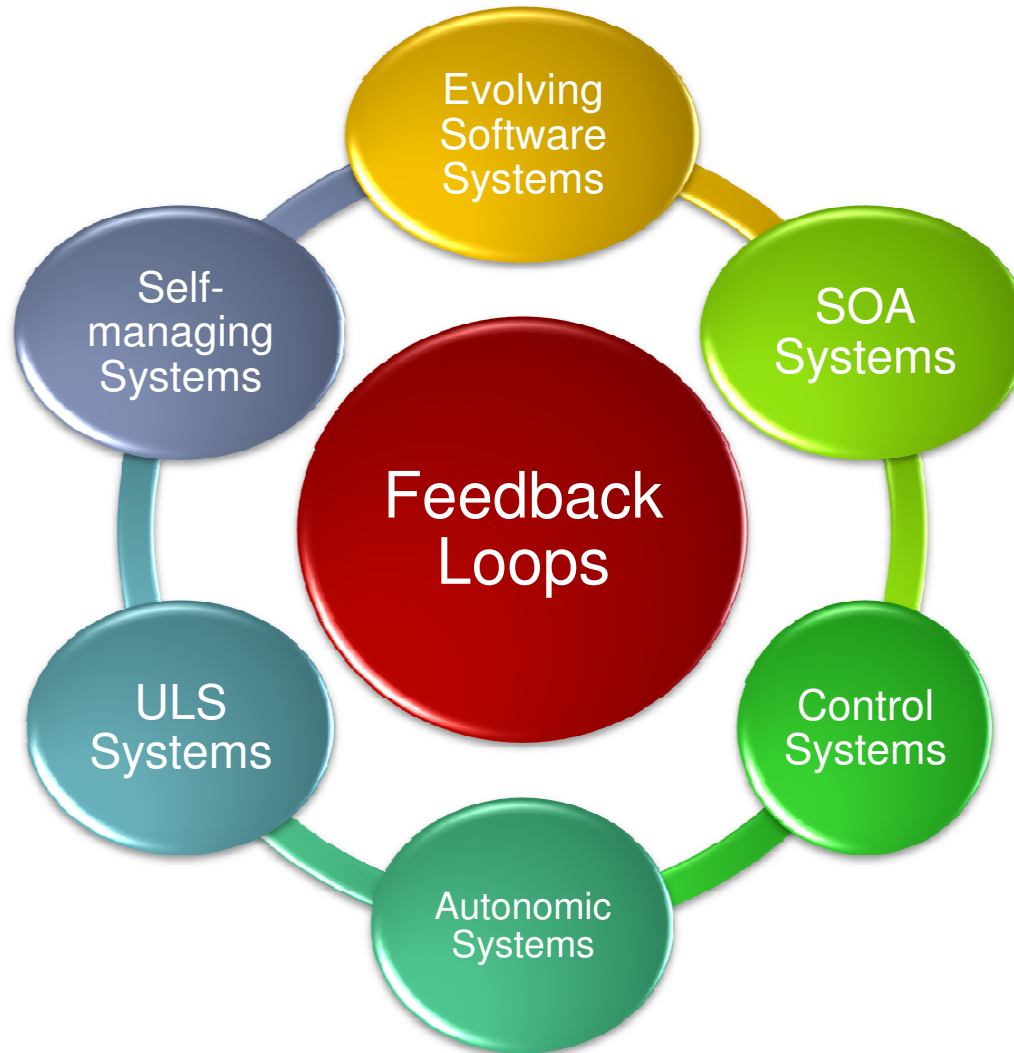 Evolving
Software
Systems
SOA
Systems
Control
Systems
Autonomic
Systems
ULS
Systems
Self-
managing
Systems
Feedback
Loops